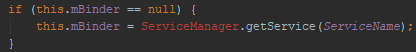 if (this.mBinder == null) {
    this.mBinder = ServiceManager.getService(ServiceName);
}